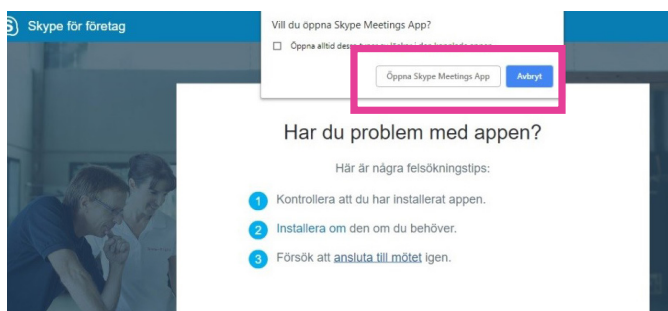 Skype för företag
Vill du öppna Skype Meetings App?
Öppna alltid dessa
Öppna Skype Meetings App
Avbryt
Har du problem med appen?
Här är några felsökningstips:
1 Kontrollera att du har installerat appen.
2 Installera om den om du behöver.
3 Försök att ansluta till mötet igen.